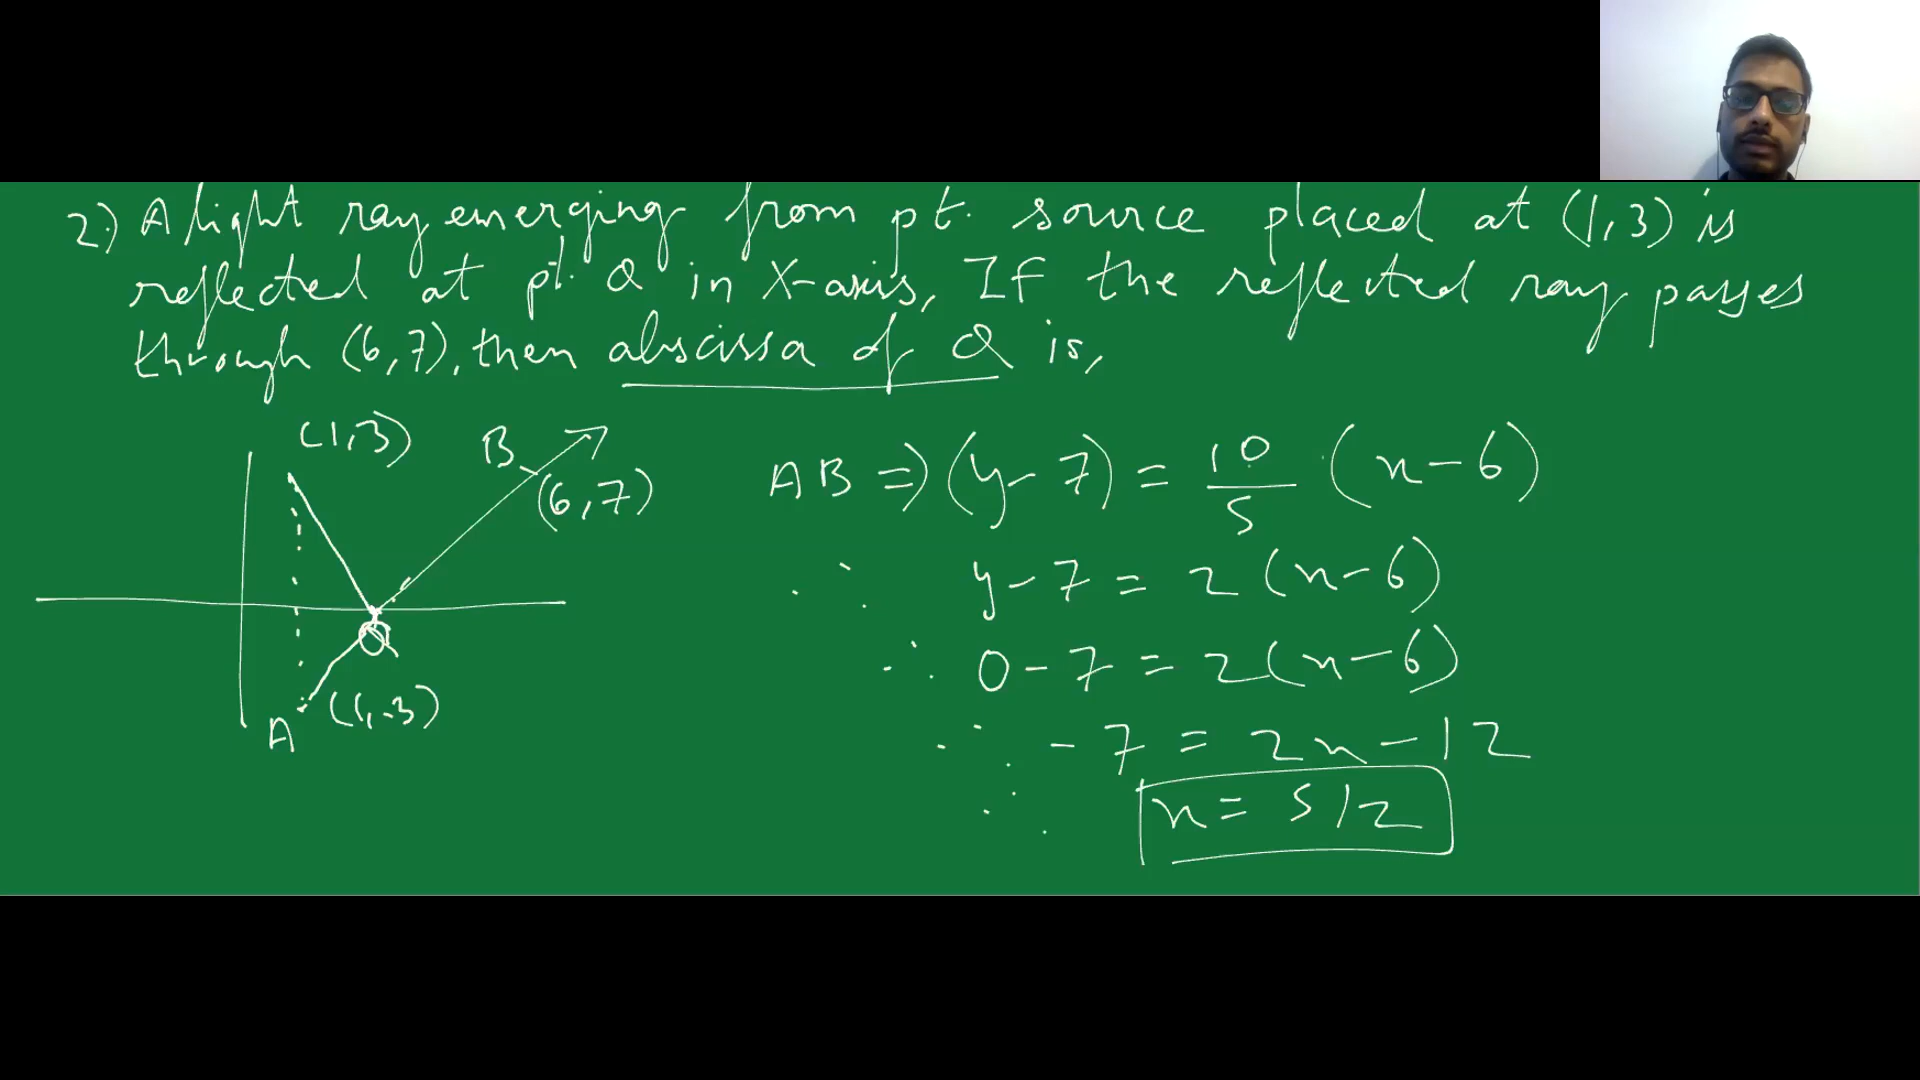 2.) A light ray emerging from pt. source placed at (1,3) is
reflected at pt. Q in X-axis, If the reflected ray passes
through (6,7), then abscissa of Q is,
(1,3)
B
(6,7)
Q
A (1,-3)
AB ⇒ (y-7) = 10/5 (x-6)
∴ y-7 = 2(x-6)
∴ 0-7 = 2(x-6)
∴ -7 = 2x-12
∴ x = 5/2